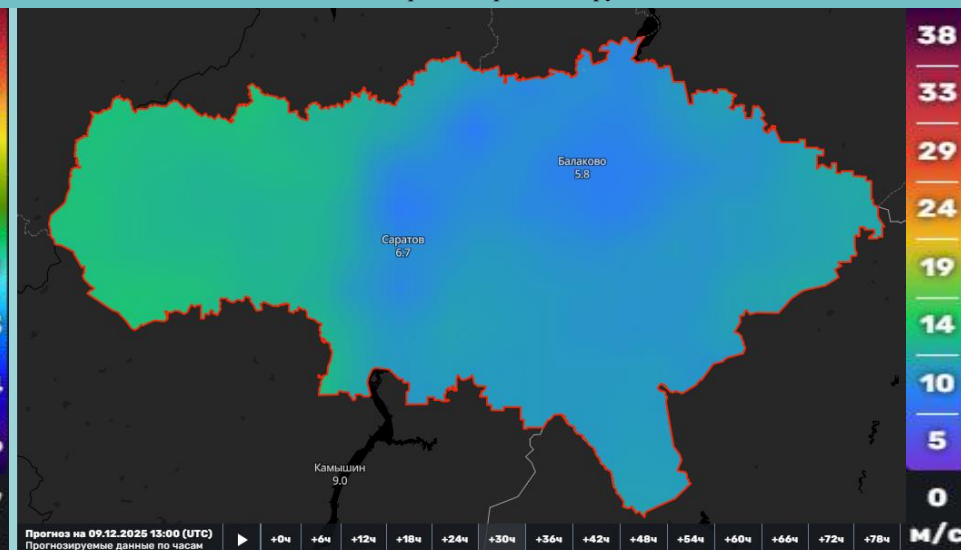 38
33
29
24
19
14
10
5
0
м/с
Балаково
5.8
Саратов
6.7
Камышин
9.0
Прогноз на 09.12.2025 13:00 (UTC)
Прогнозируемые данные по часам
+0ч +6ч +12ч +18ч +24ч +30ч +36ч +42ч +48ч +54ч +60ч +66ч +72ч +78ч